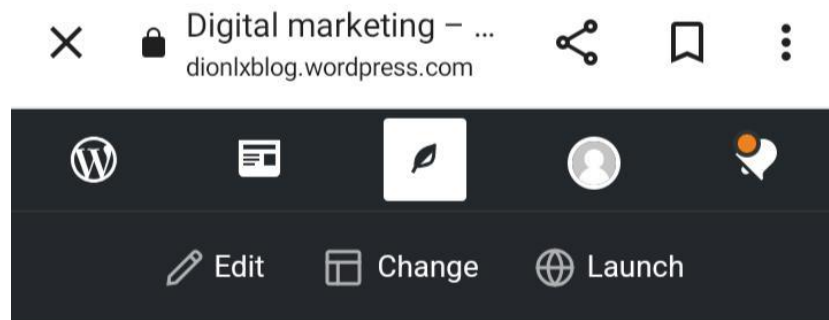 Digital marketing – ...
dionlxblog.wordpress.com
Edit Change Launch